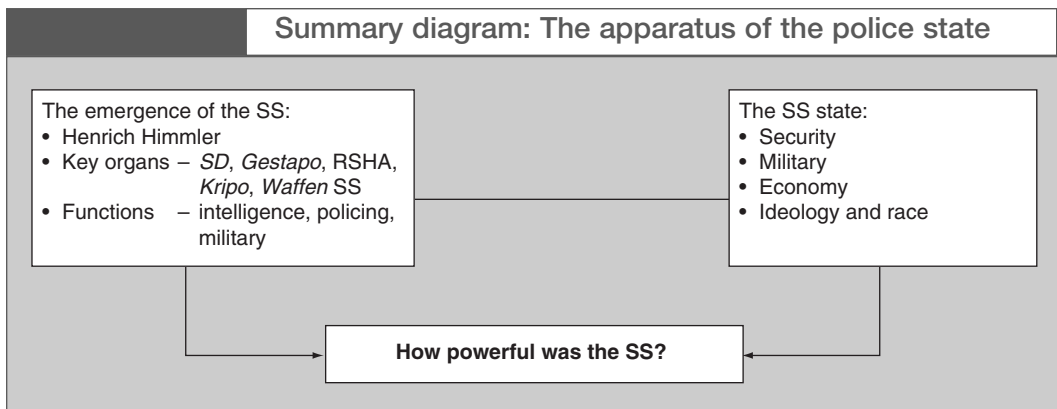 Summary diagram: The apparatus of the police state
The emergence of the SS:
• Henrich Himmler
• Key organs – SD, Gestapo, RSHA,
Kripo, Waffen SS
• Functions – intelligence, policing,
military
The SS state:
• Security
• Military
• Economy
• Ideology and race
How powerful was the SS?